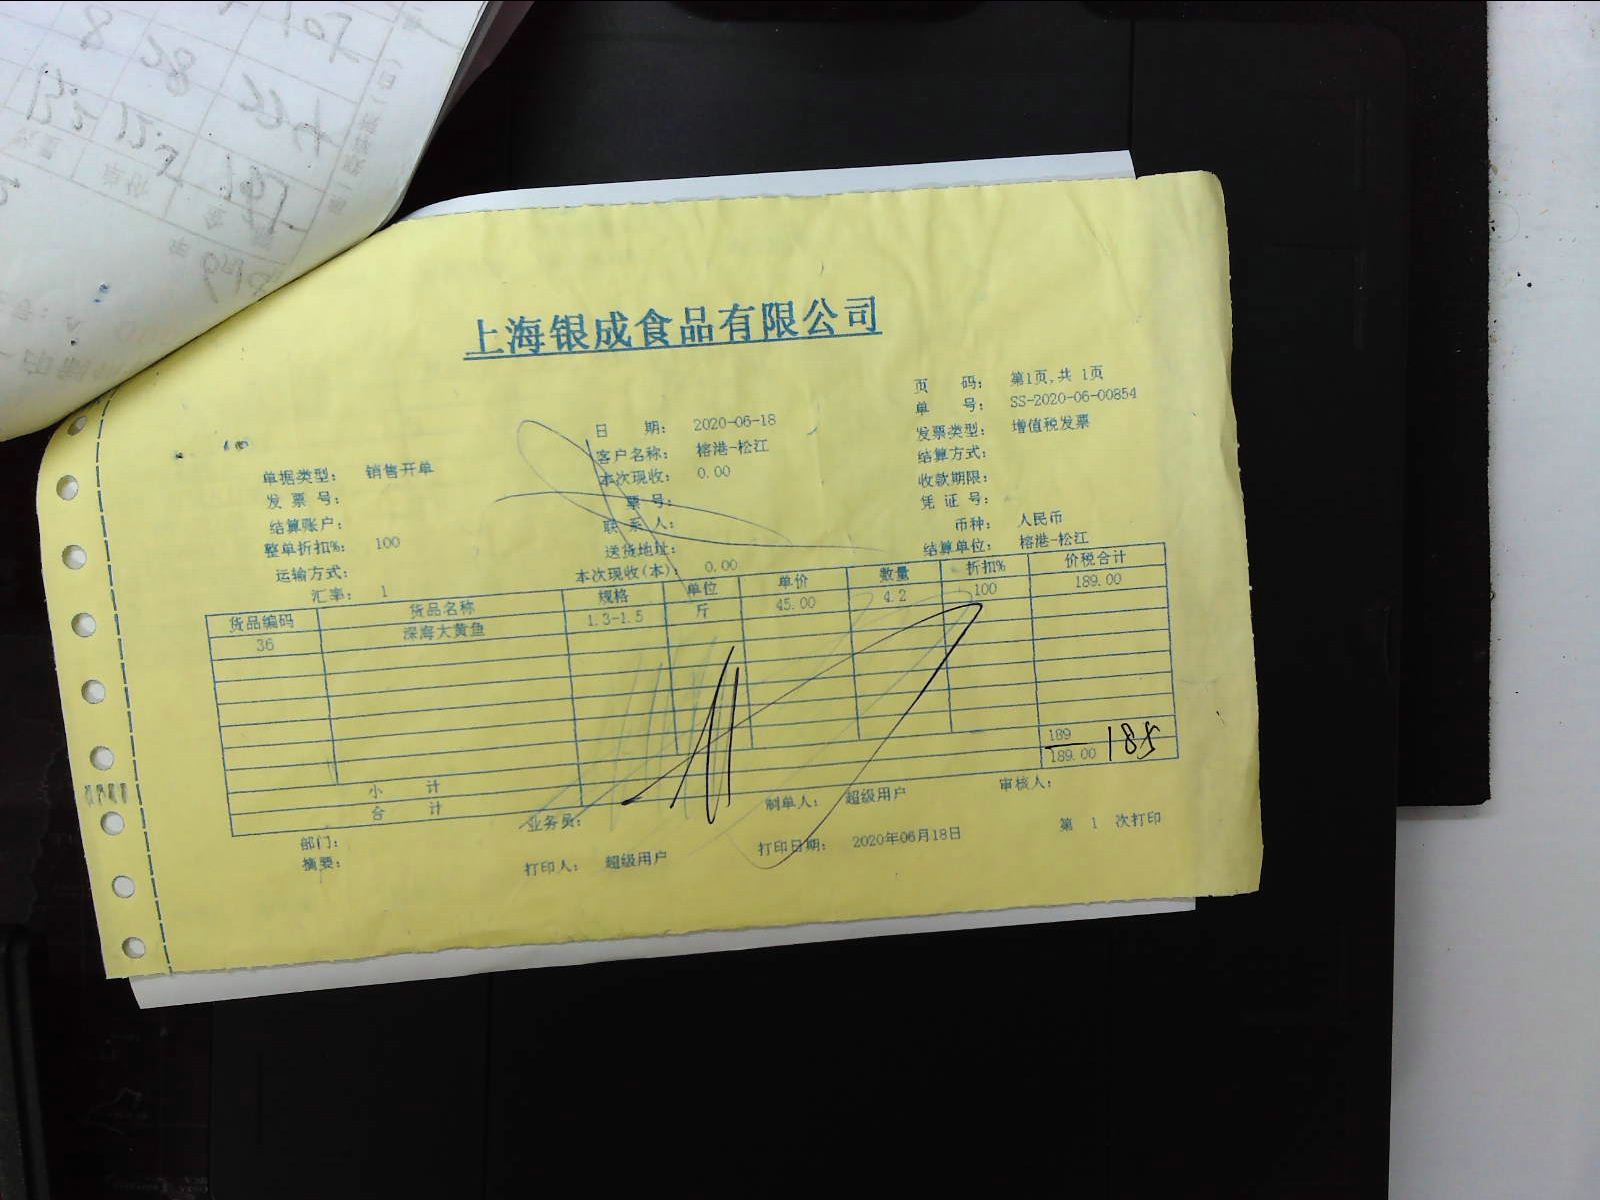 上海银成食品有限公司
页 码： 第1页,共 1页
单 号： SS-2020-06-00854
日 期： 2020-06-18
发票类型： 增值税发票
单据类型： 销售开单
客户名称： 榕港-松江
结算方式：
发 票 号：
本次现收： 0.00
收款期限：
结算账户：
票 号：
凭 证 号：
整单折扣%： 100
联 系 人：
币种： 人民币
运输方式：
送货地址：
结算单位： 榕港-松江
汇率： 1
本次现收(本)： 0.00
货品编码 货品名称 规格 单位 单价 数量 折扣% 价税合计
36 深海大黄鱼 1.3-1.5 斤 45.00 4.2 100 189.00
小 计 189
合 计 189.00 185
部门： 业务员： 制单人： 超级用户 审核人：
摘要： 打印人： 超级用户 打印日期： 2020年06月18日 第 1 次打印